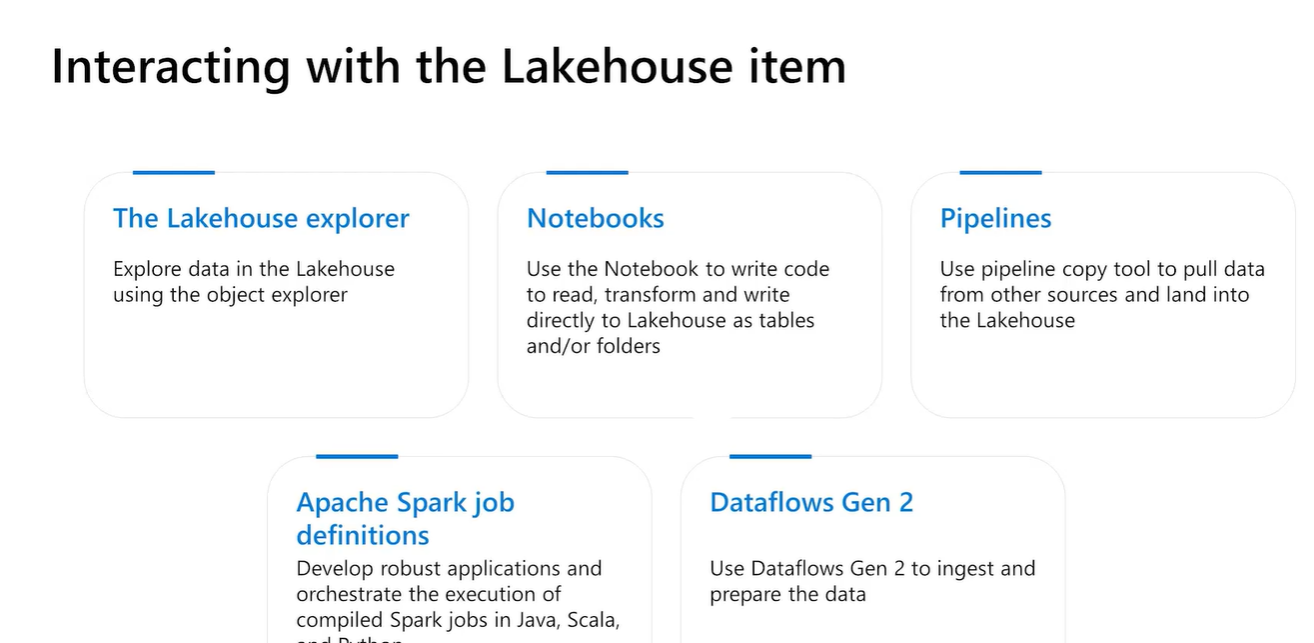 Interacting with the Lakehouse item
The Lakehouse explorer
Explore data in the Lakehouse
using the object explorer
Notebooks
Use the Notebook to write code
to read, transform and write
directly to Lakehouse as tables
and/or folders
Pipelines
Use pipeline copy tool to pull data
from other sources and land into
the Lakehouse
Apache Spark job
definitions
Develop robust applications and
orchestrate the execution of
compiled Spark jobs in Java, Scala,
and Python
Dataflows Gen 2
Use Dataflows Gen 2 to ingest and
prepare the data